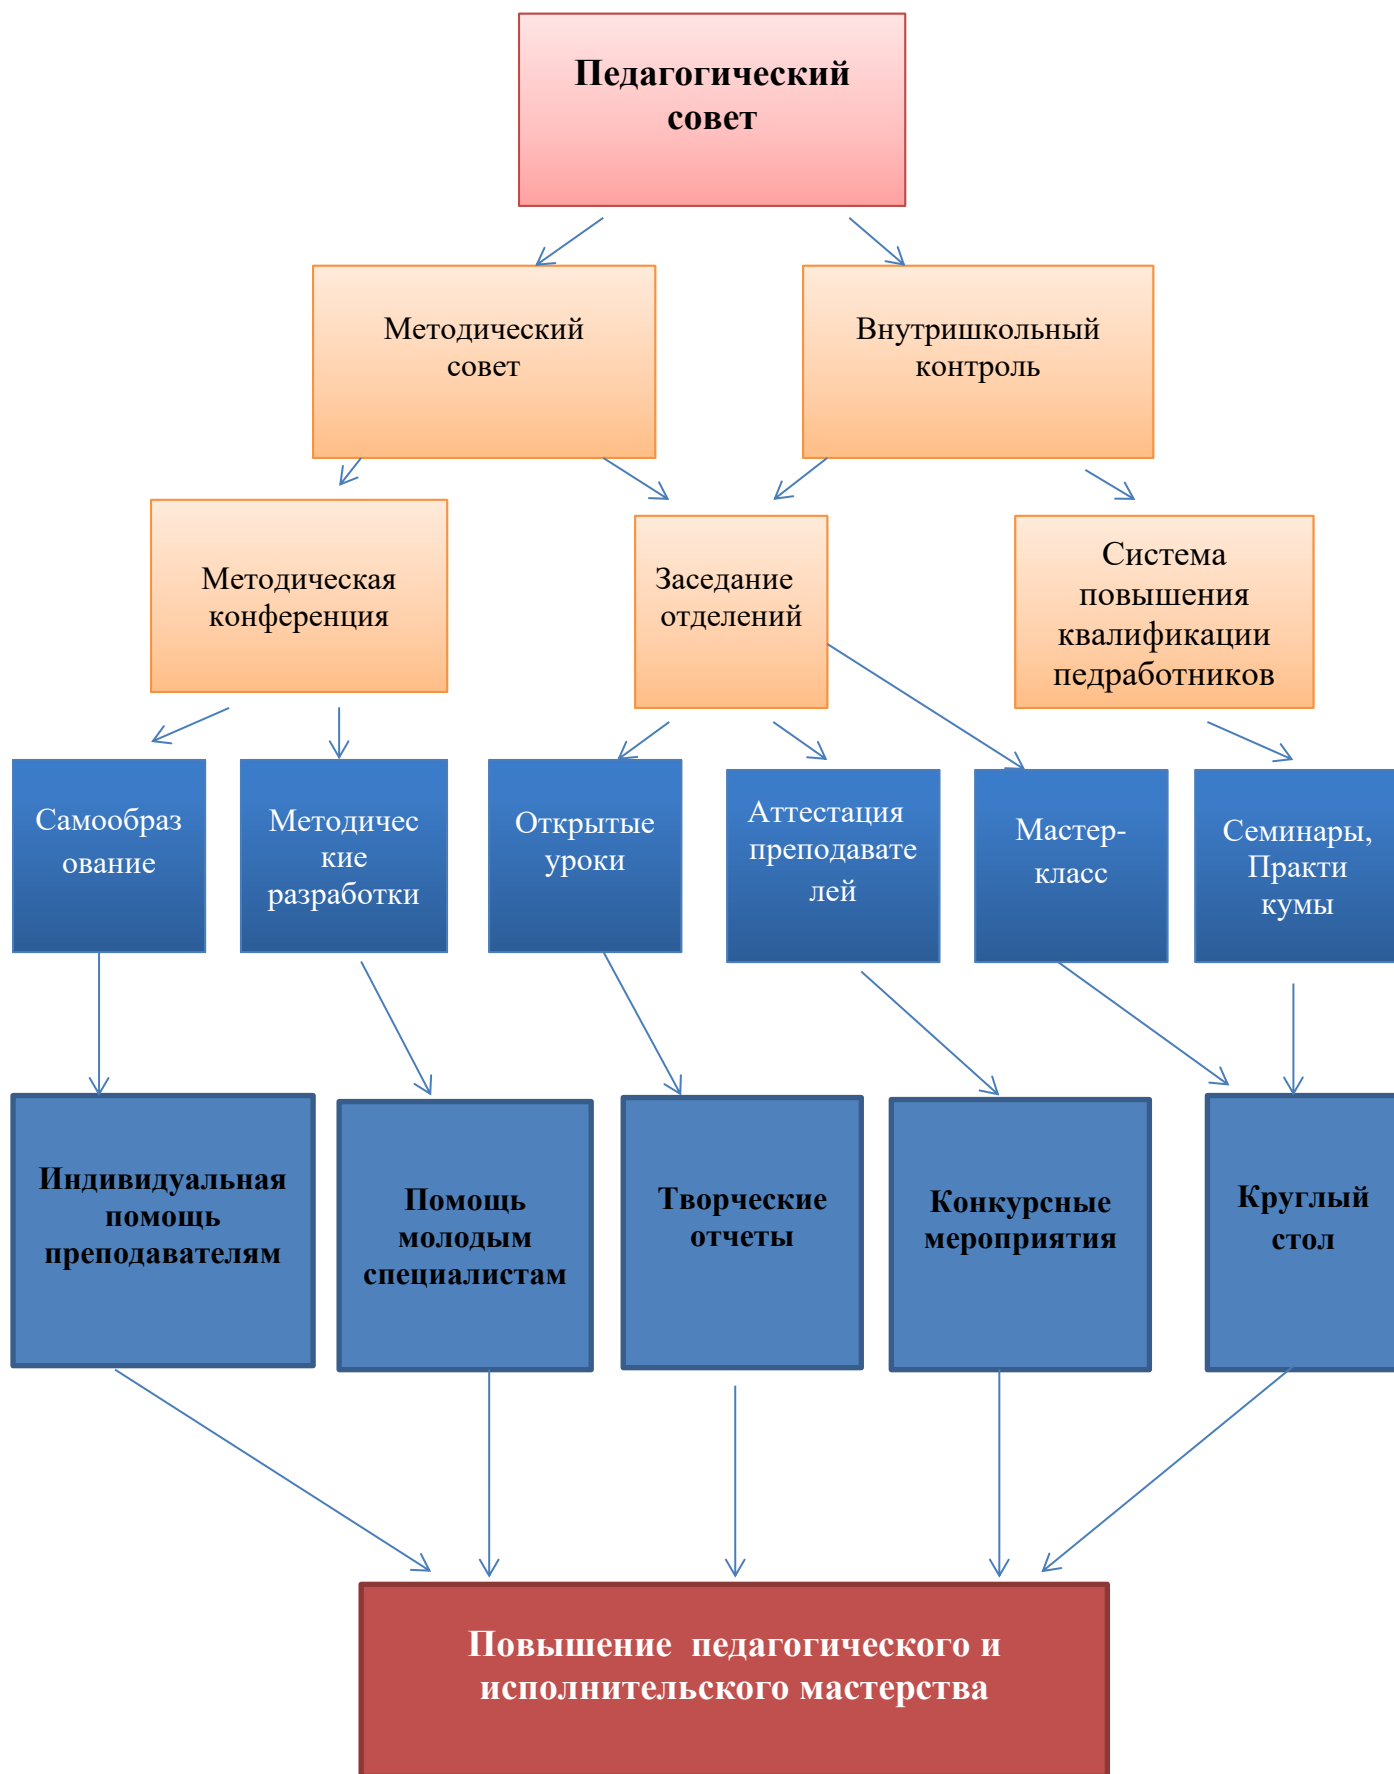 Педагогический
совет
Методический
совет
Внутришкольный
контроль
Методическая
конференция
Заседание
отделений
Система
повышения
квалификации
педработников
Самообраз
ование
Методичес
кие
разработки
Открытые
уроки
Аттестация
преподавате
лей
Мастер-
класс
Семинары,
Практи
кумы
Индивидуальная
помощь
преподавателям
Помощь
молодым
специалистам
Творческие
отчеты
Конкурсные
мероприятия
Круглый
стол
Повышение  педагогического и
исполнительского мастерства